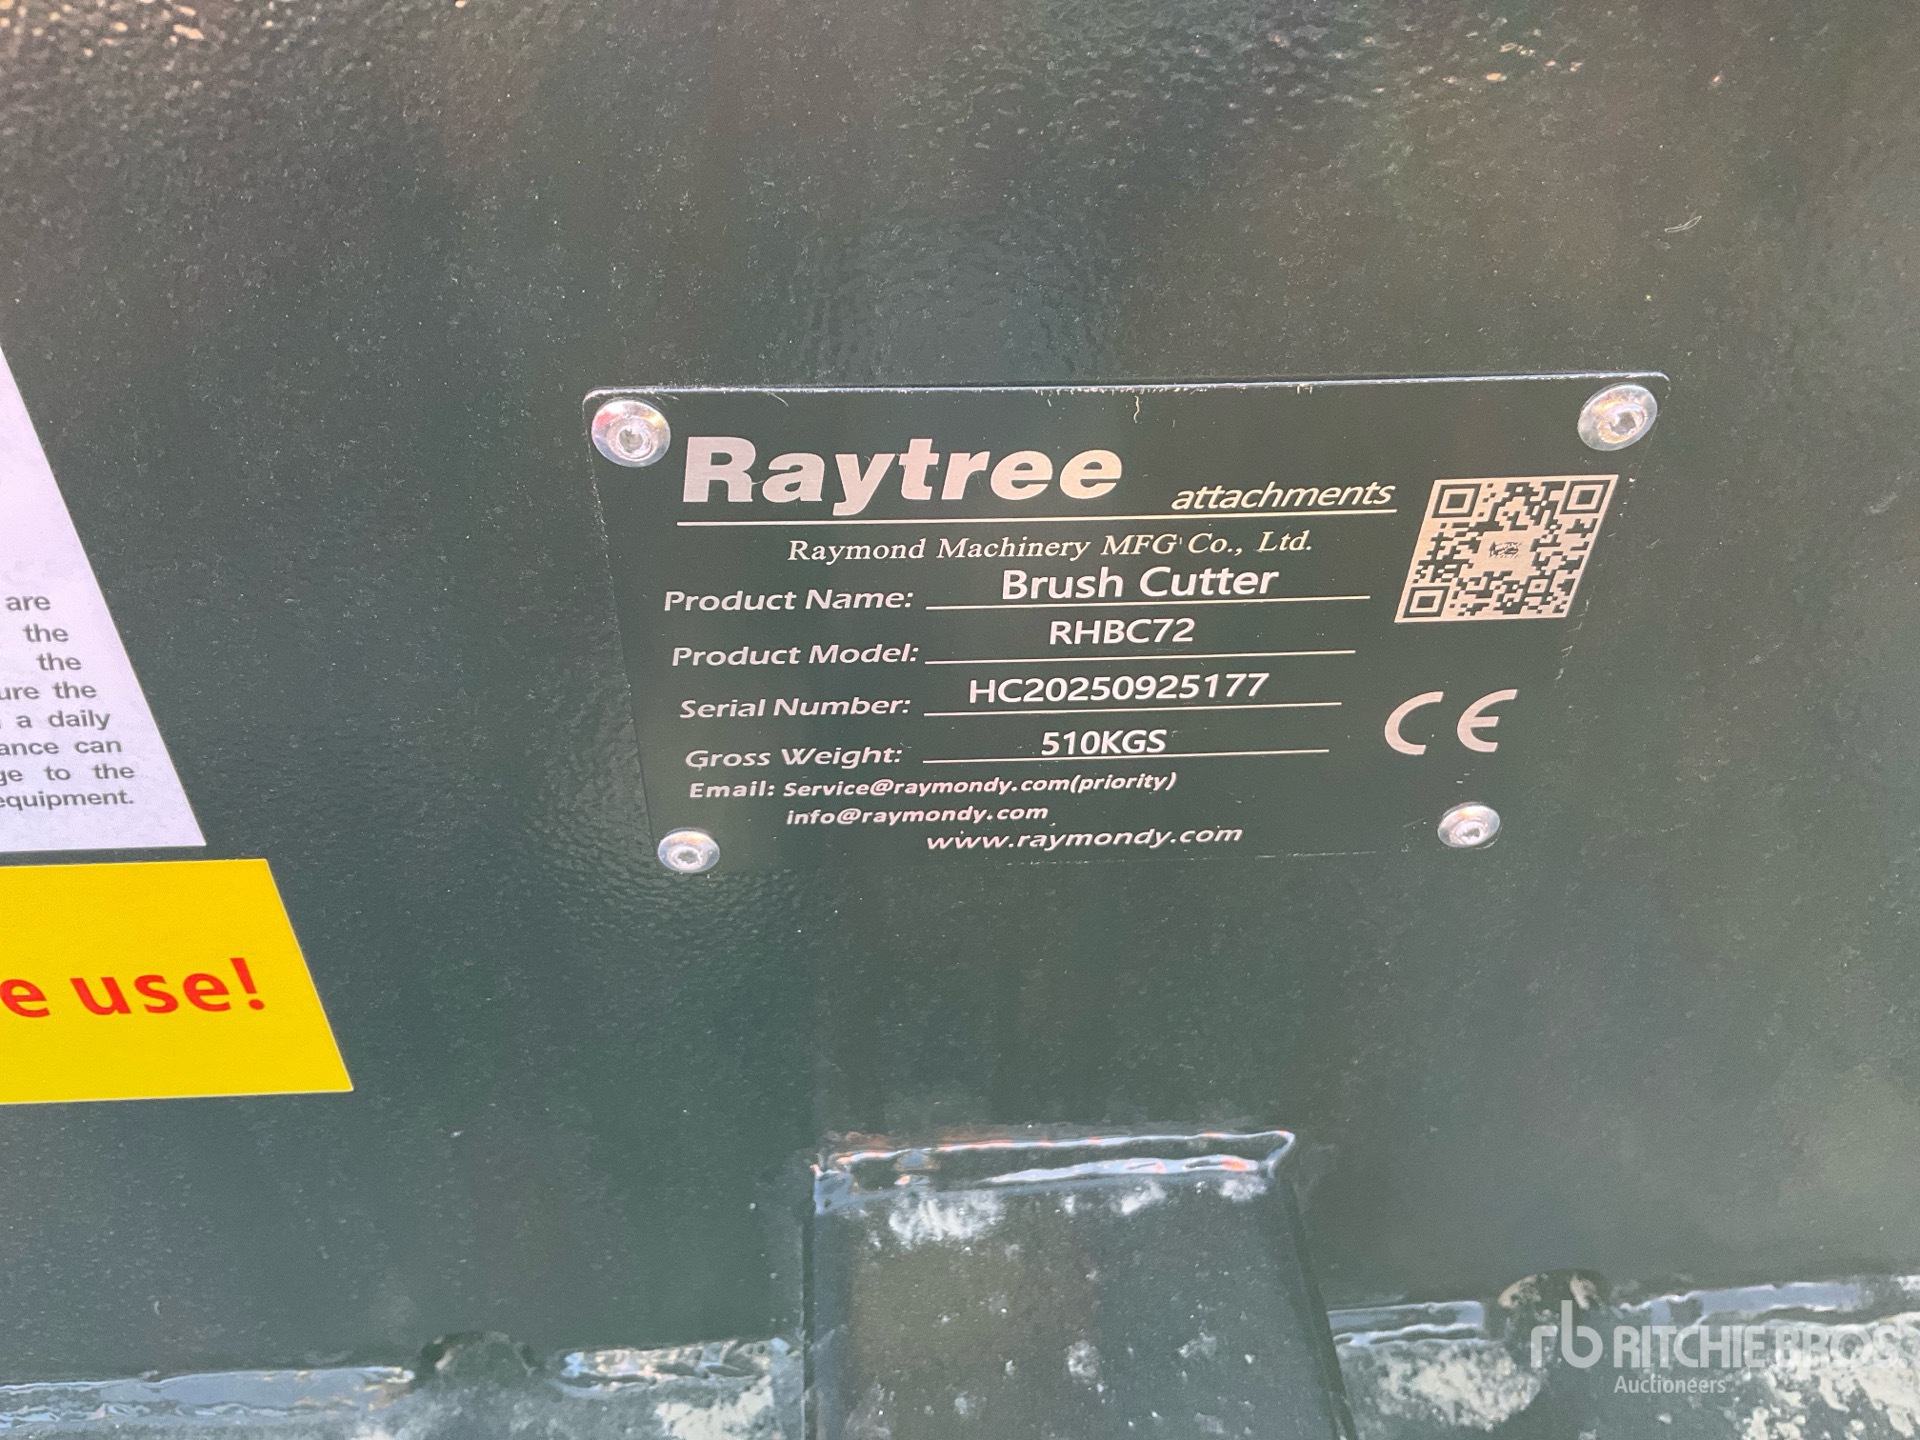 are
the
the
ure the
a daily
ance can
ge to the
equipment.
e use!
Raytree attachments
Raymond Machinery MFG Co., Ltd.
Product Name: Brush Cutter
Product Model: RHBC72
Serial Number: HC20250925177
Gross Weight: 510KGS
Email: Service@raymondy.com(priority)
info@raymondy.com
www.raymondy.com
CE
rb RITCHIE BROS.
Auctioneers